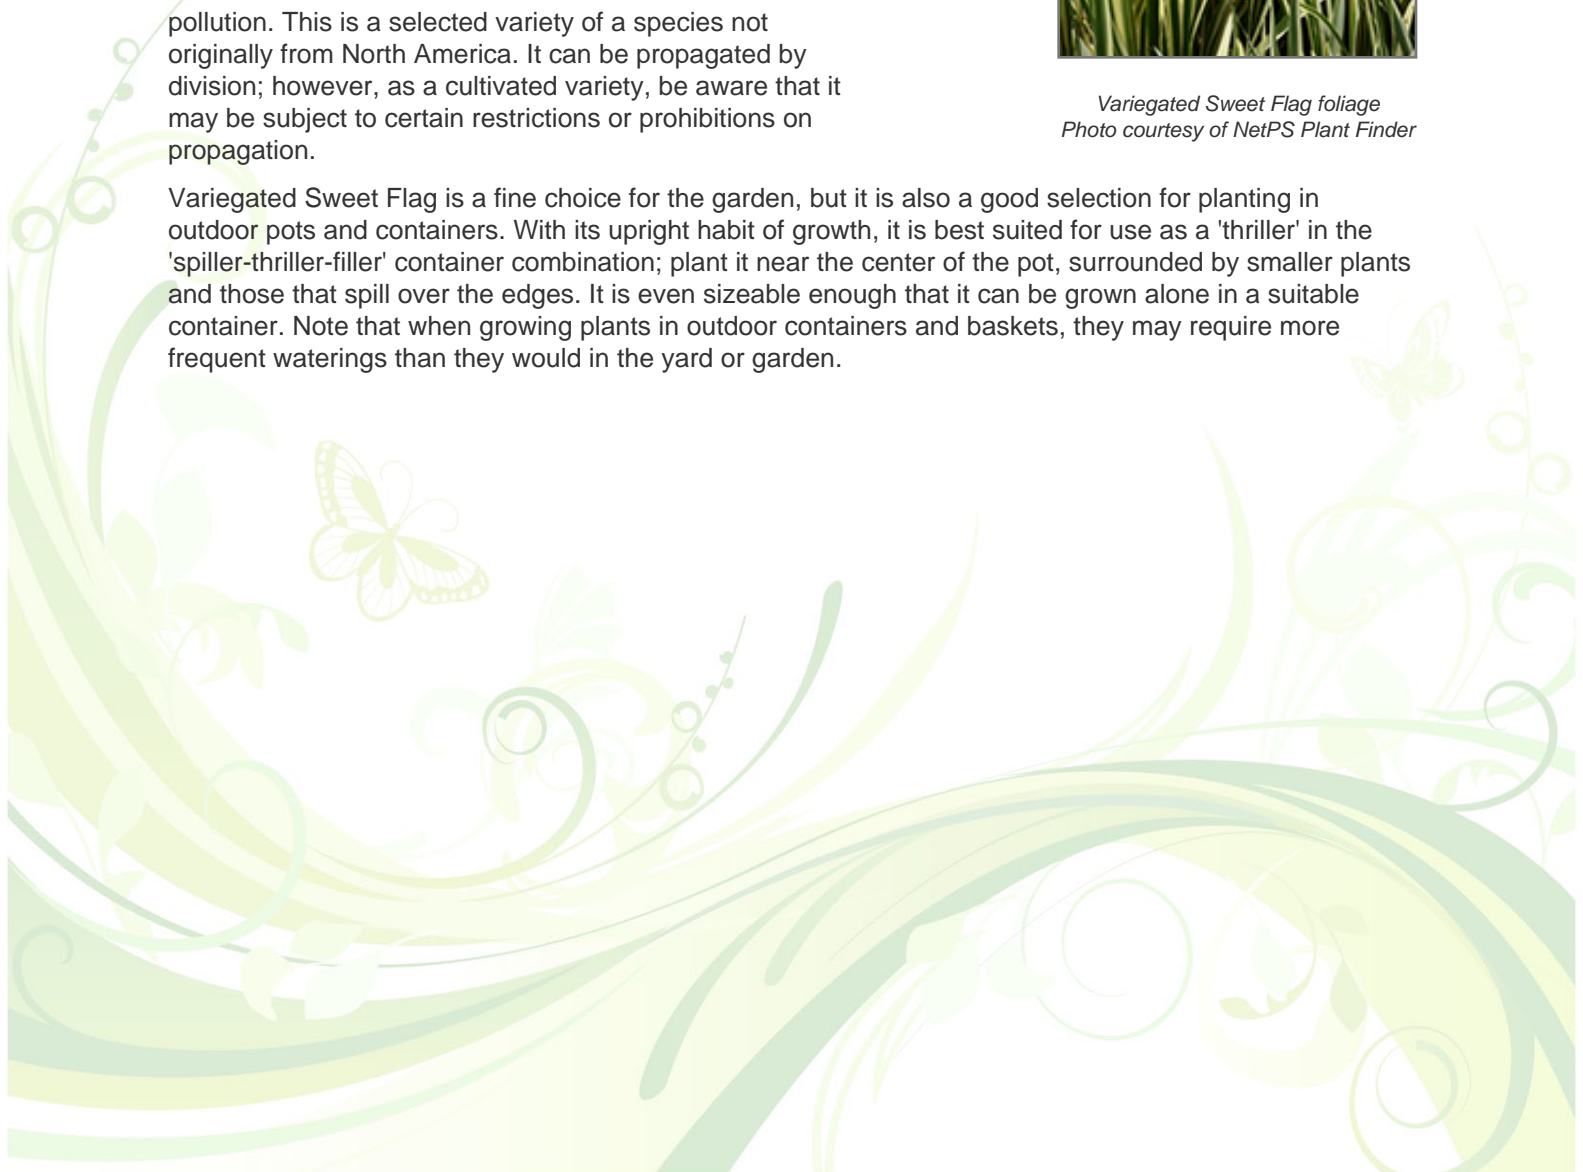 pollution. This is a selected variety of a species not
originally from North America. It can be propagated by
division; however, as a cultivated variety, be aware that it
may be subject to certain restrictions or prohibitions on
propagation.
Variegated Sweet Flag foliage
Photo courtesy of NetPS Plant Finder
Variegated Sweet Flag is a fine choice for the garden, but it is also a good selection for planting in
outdoor pots and containers. With its upright habit of growth, it is best suited for use as a 'thriller' in the
'spiller-thriller-filler' container combination; plant it near the center of the pot, surrounded by smaller plants
and those that spill over the edges. It is even sizeable enough that it can be grown alone in a suitable
container. Note that when growing plants in outdoor containers and baskets, they may require more
frequent waterings than they would in the yard or garden.